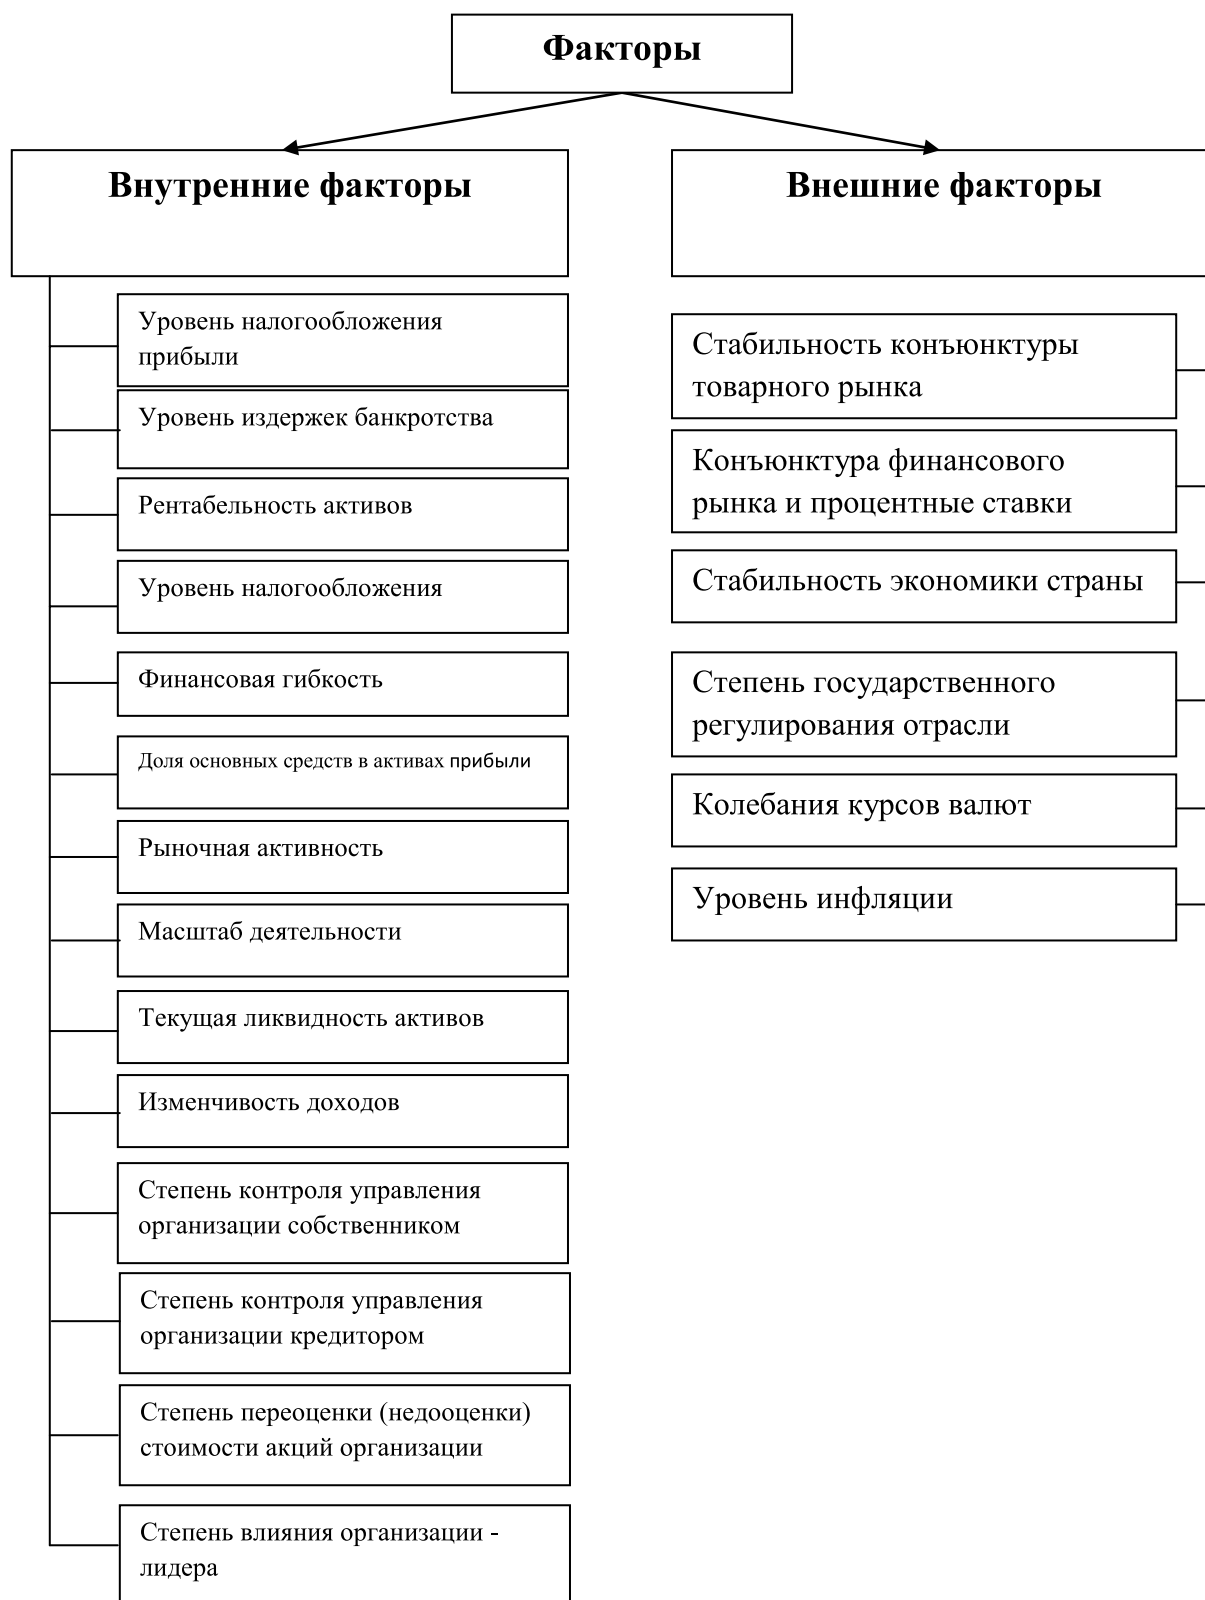 Факторы
Внутренние факторы
Внешние факторы
Уровень налогообложения
прибыли
Уровень издержек банкротства
Рентабельность активов
Уровень налогообложения
Финансовая гибкость
Доля основных средств в активах прибыли
Рыночная активность
Масштаб деятельности
Текущая ликвидность активов
Изменчивость доходов
Степень контроля управления
организации собственником
Степень контроля управления
организации кредитором
Степень переоценки (недооценки)
стоимости акций организации
Степень влияния организации -
лидера
Стабильность конъюнктуры
товарного рынка
Конъюнктура финансового
рынка и процентные ставки
Стабильность экономики страны
Степень государственного
регулирования отрасли
Колебания курсов валют
Уровень инфляции